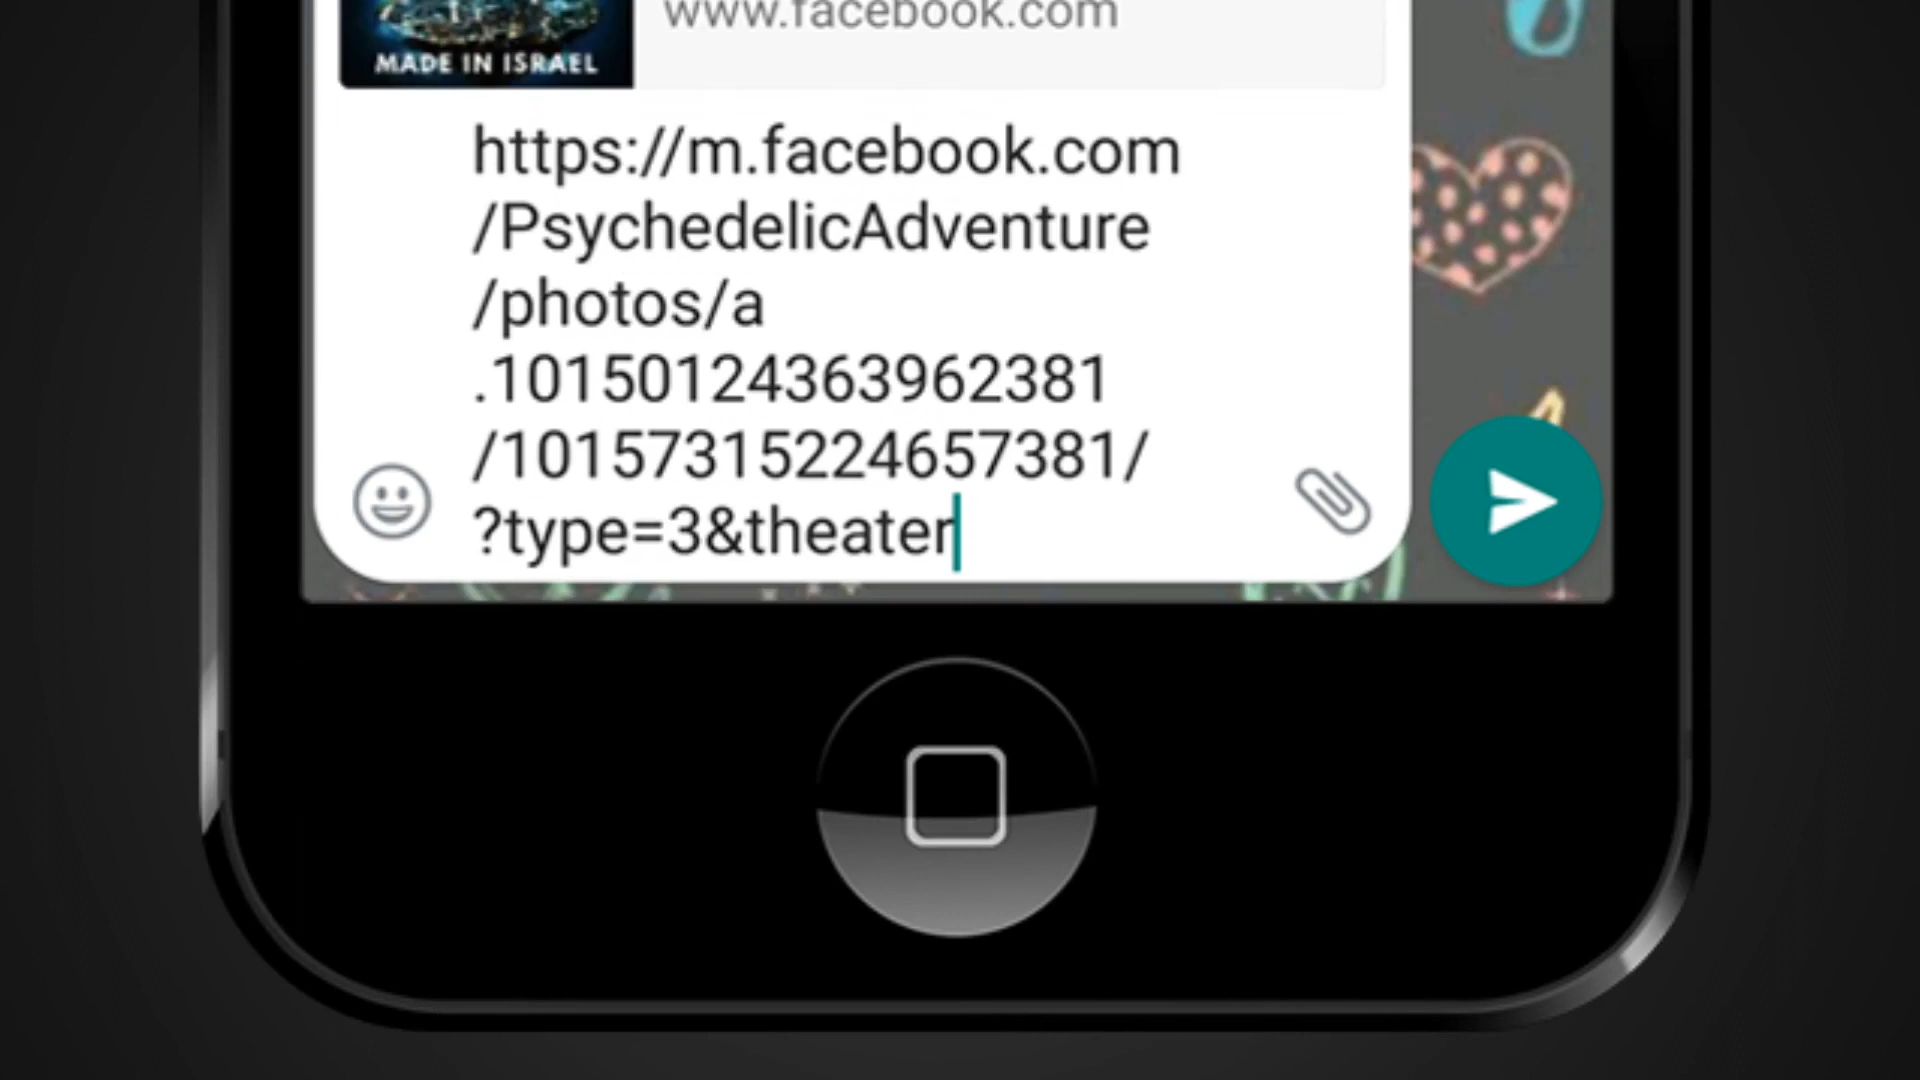 www.facebook.com
MADE IN ISRAEL
https://m.facebook.com
/PsychedelicAdventure
/photos/a
.10150124363962381
/10157315224657381/
?type=3&theater